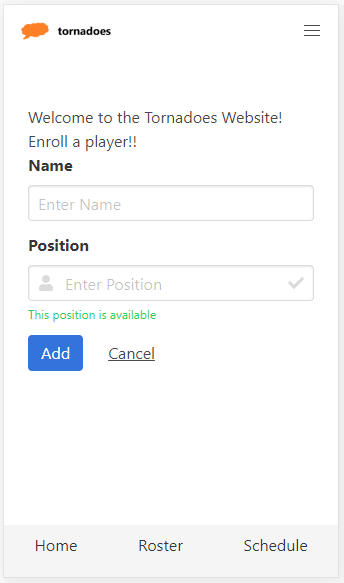 tornadoes
Welcome to the Tornadoes Website!
Enroll a player!!
Name
Enter Name
Position
Enter Position
This position is available
Add Cancel
Home Roster Schedule